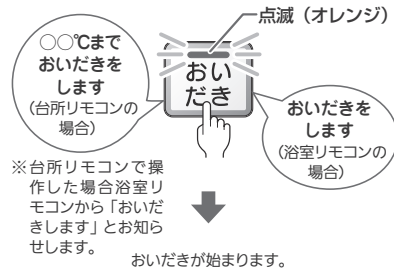 点滅（オレンジ）
○○℃まで
おいだきを
します
（台所リモコンの
場合）
おい
だき
おいだきを
します
（浴室リモコンの
場合）
※台所リモコンで操
作した場合浴室リ
モコンから「おいだ
きします」とお知ら
せします。
おいだきが始まります。